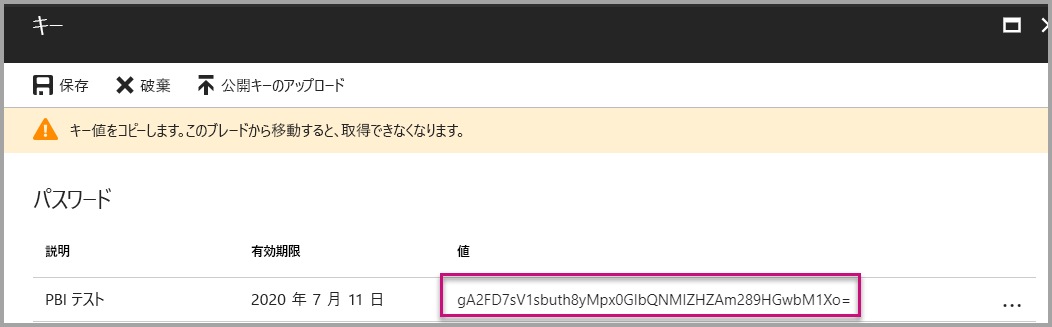 キー
保存 破棄 公開キーのアップロード
キー値をコピーします。このブレードから移動すると、取得できなくなります。
パスワード
説明 有効期限 値
PBI テスト 2020 年 7 月 11 日 gA2FD7sV1sbuth8yMpx0GlbQNMIZHZAm289HGwbM1Xo=